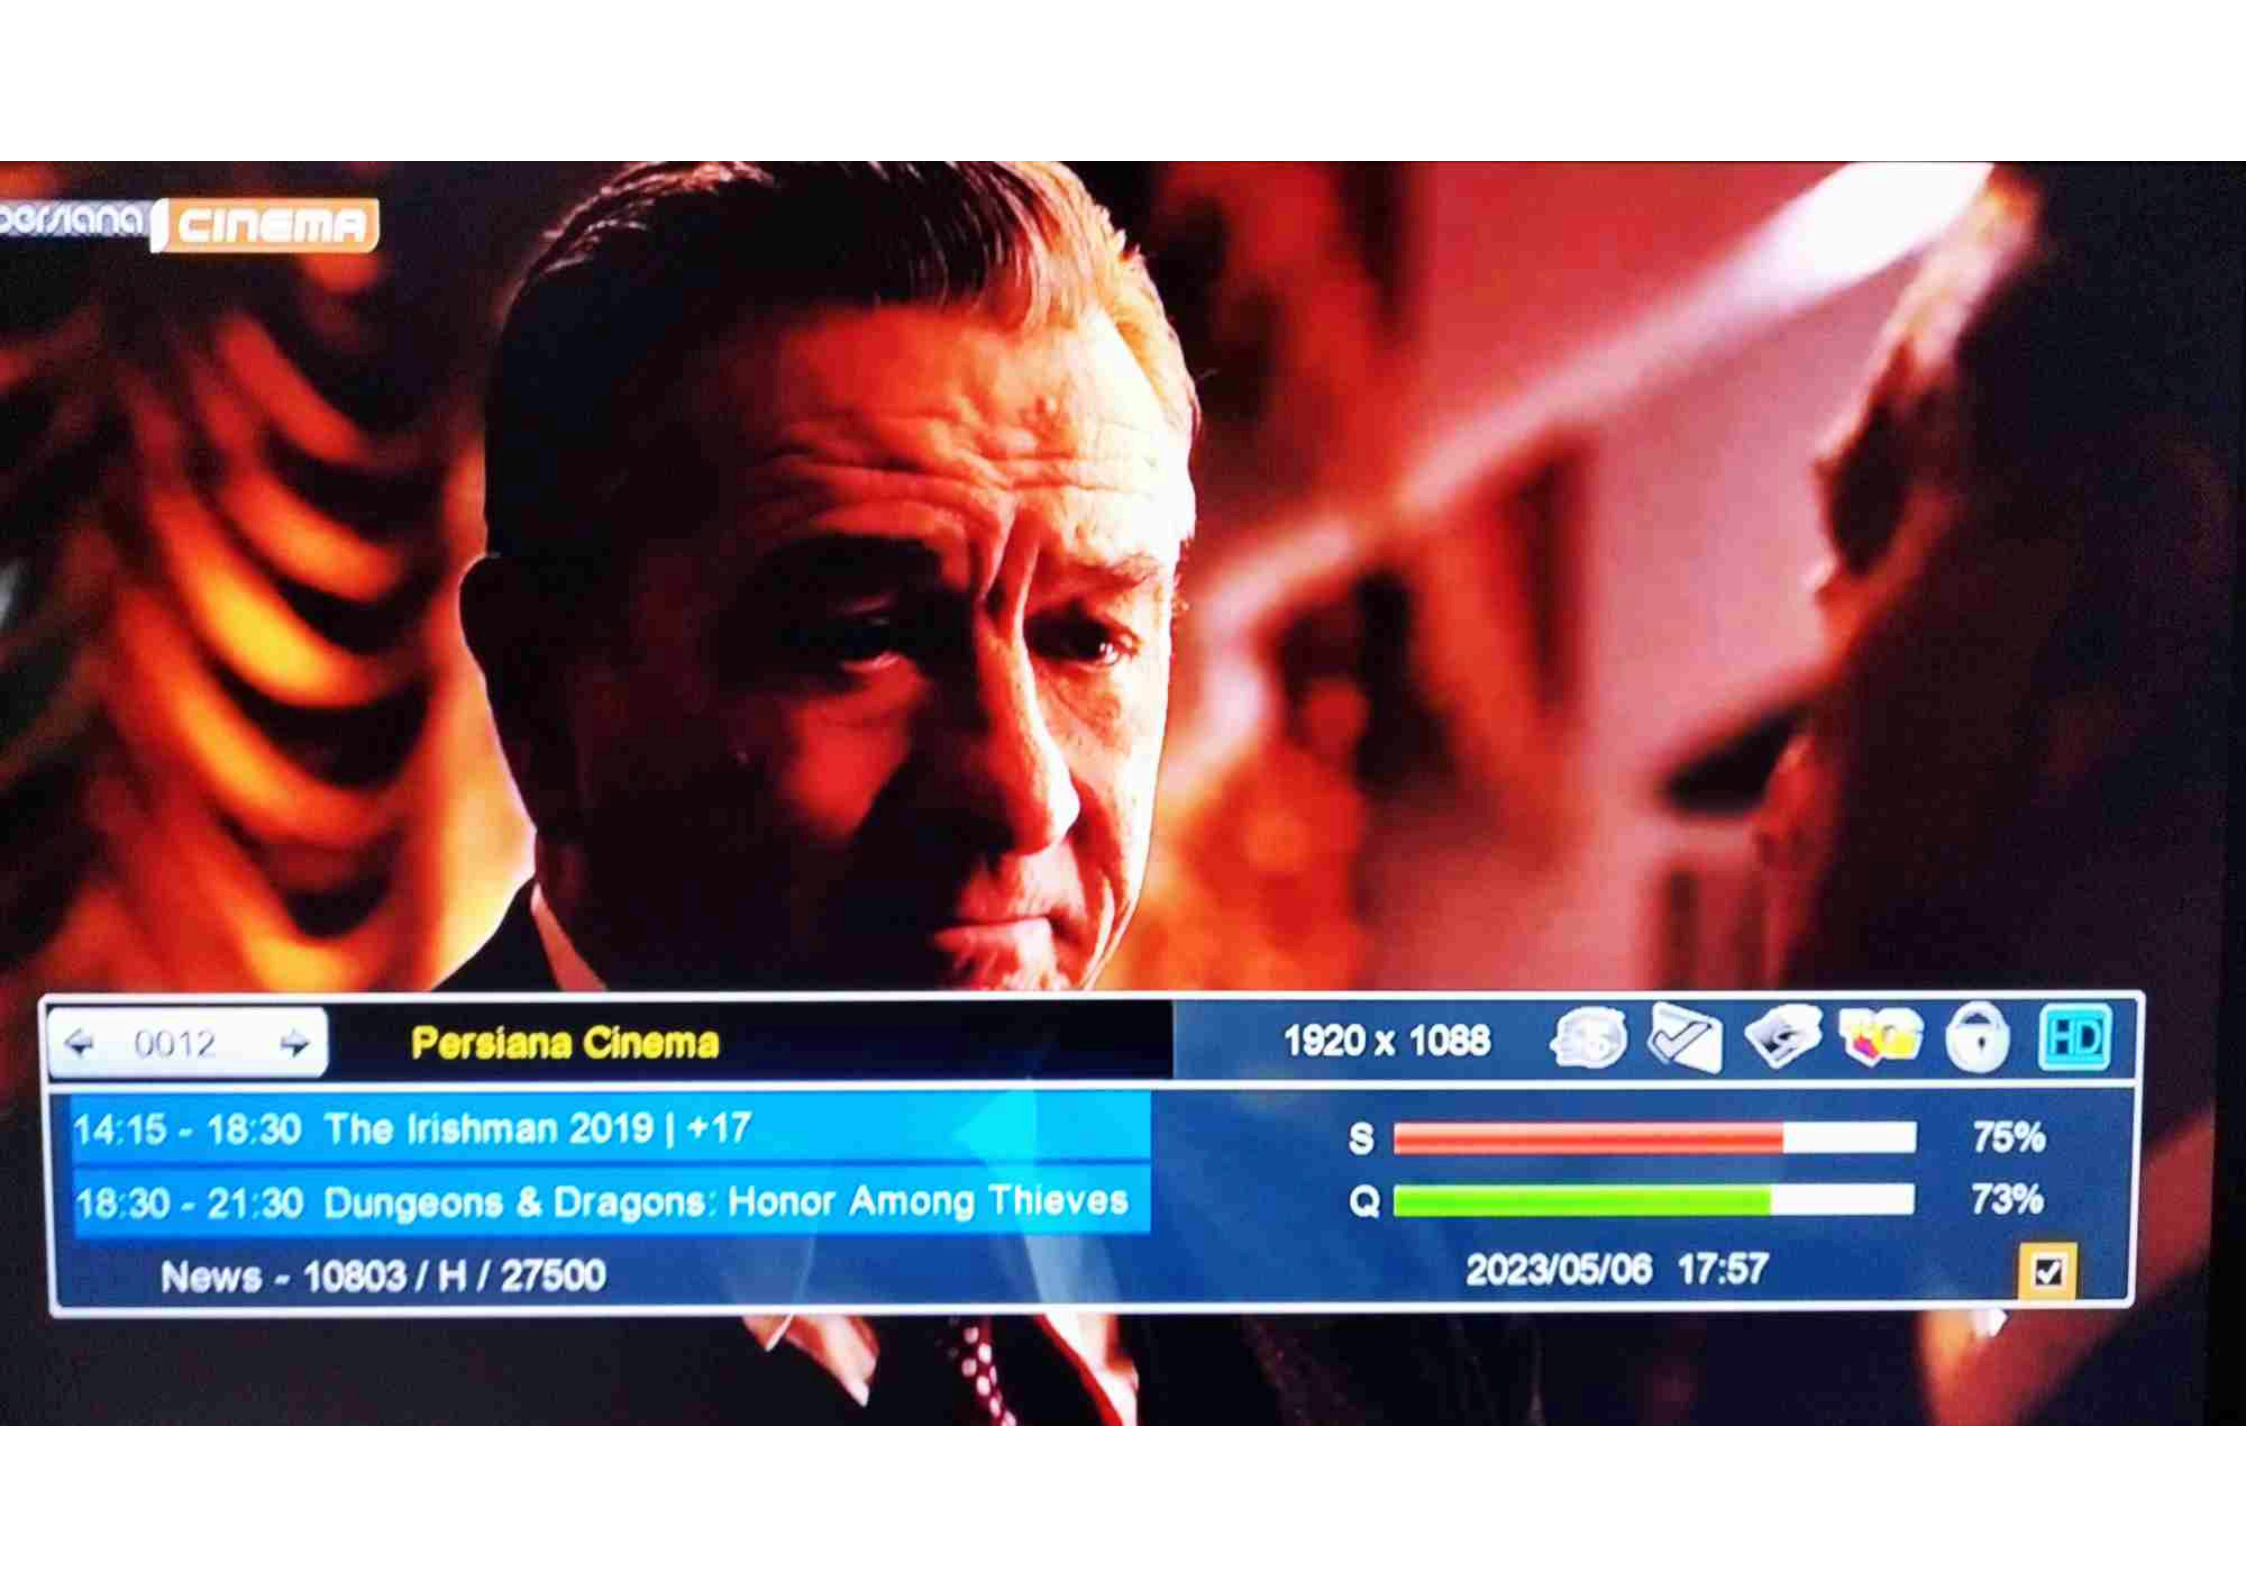 persiana CINEMA
0012 Persiana Cinema 1920 x 1088 HD
14:15 - 18:30 The Irishman 2019 | +17 S 75%
18:30 - 21:30 Dungeons & Dragons: Honor Among Thieves Q 73%
News - 10803 / H / 27500 2023/05/06 17:57